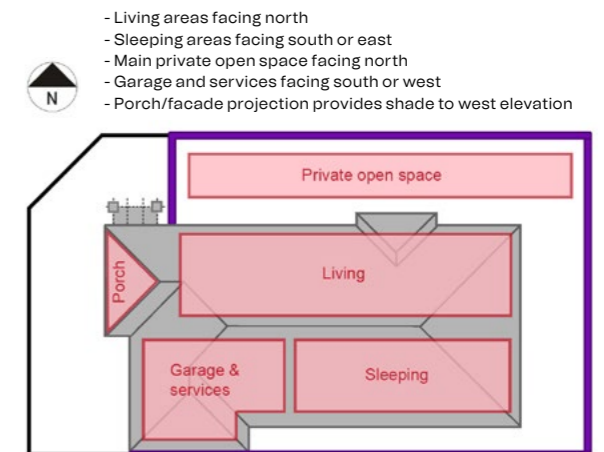 - Living areas facing north
- Sleeping areas facing south or east
- Main private open space facing north
- Garage and services facing south or west
- Porch/facade projection provides shade to west elevation
N
Private open space
Porch
Living
Garage &
services
Sleeping